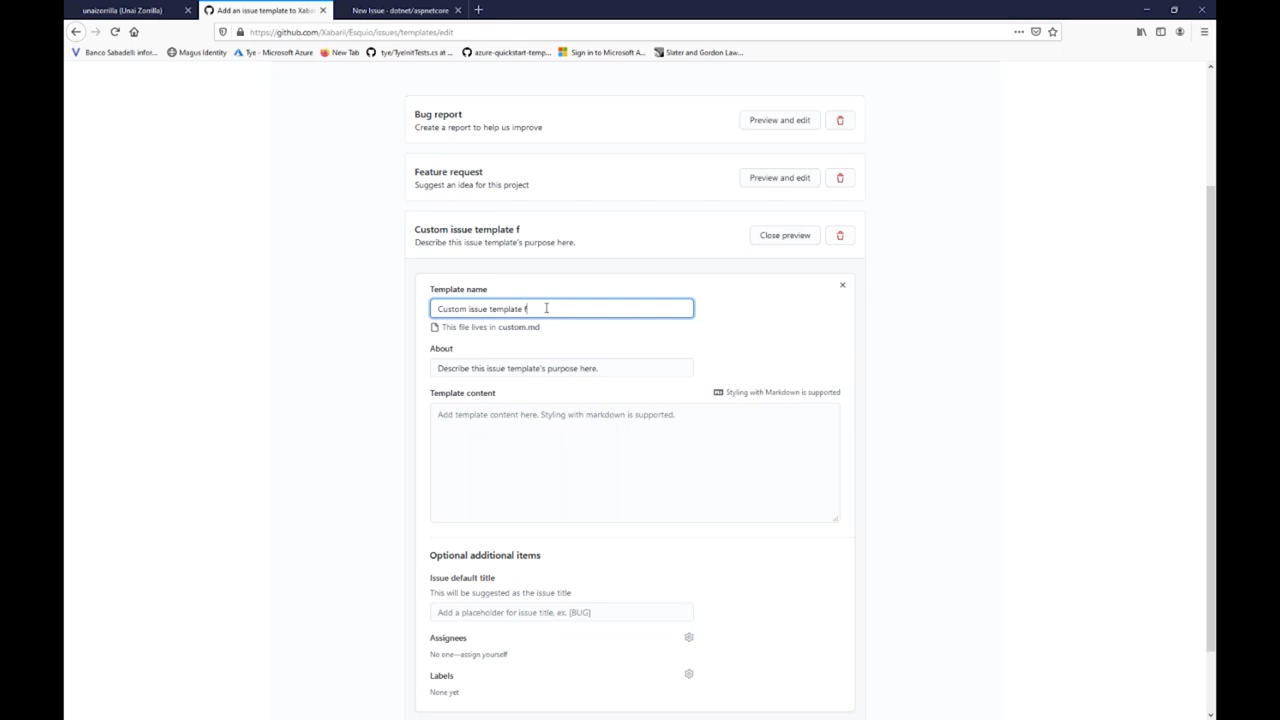 unaizorrilla (Unai Zorrilla)
Add an issue template to Xaba
New Issue - dotnet/aspnetcore
https://github.com/Xabaril/Esquio/issues/templates/edit
Banco Sabadell: infor...
Magus Identity
Tye - Microsoft Azure
New Tab
tye/TyeInitTests.cs at ...
azure-quickstart-temp...
Sign in to Microsoft A...
Slater and Gordon Law...
Bug report
Create a report to help us improve
Preview and edit
Feature request
Suggest an idea for this project
Preview and edit
Custom issue template f
Describe this issue template's purpose here.
Close preview
Template name
Custom issue template f
This file lives in custom.md
About
Describe this issue template's purpose here.
Template content
Styling with Markdown is supported
Add template content here. Styling with markdown is supported.
Optional additional items
Issue default title
This will be suggested as the issue title
Add a placeholder for issue title, ex. [BUG]
Assignees
No one—assign yourself
Labels
None yet